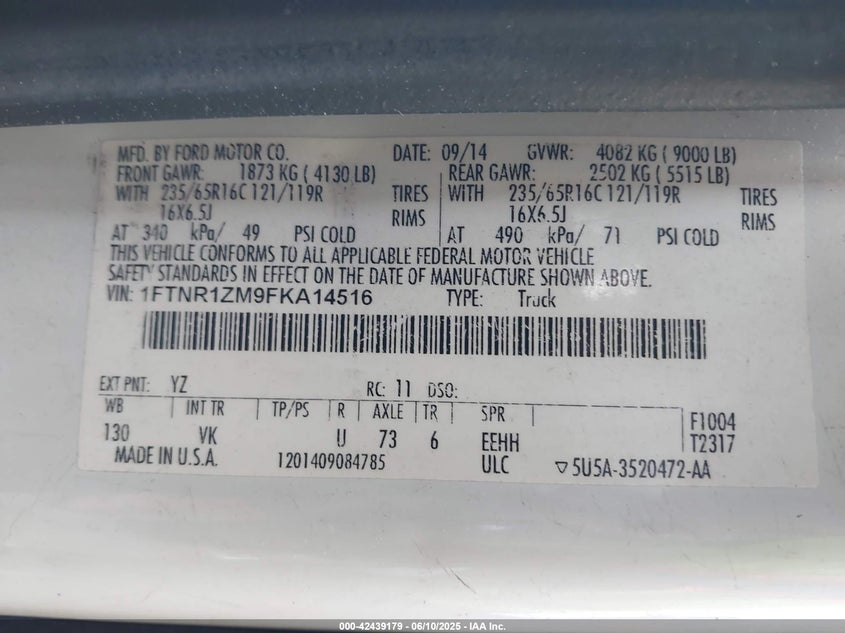 MFD. BY FORD MOTOR CO. DATE: 09/14 GVWR: 4082 KG ( 9000 LB)
FRONT GAWR: 1873 KG ( 4130 LB) REAR GAWR: 2502 KG ( 5515 LB)
WITH 235/65R16C 121/119R TIRES WITH 235/65R16C 121/119R TIRES
16X6.5J RIMS 16X6.5J RIMS
AT 340 kPa/ 49 PSI COLD AT 490 kPa/ 71 PSI COLD
THIS VEHICLE CONFORMS TO ALL APPLICABLE FEDERAL MOTOR VEHICLE
SAFETY STANDARDS IN EFFECT ON THE DATE OF MANUFACTURE SHOWN ABOVE.
VIN: 1FTNR1ZM9FKA14516 TYPE: Truck
EXT PNT: YZ RC: 11 DSO:
WB INT TR TP/PS R AXLE TR SPR F1004
130 VK U 73 6 EEHH T2317
MADE IN U.S.A. 1201409084785 ULC ▽5U5A-3520472-AA
000-42439179 - 06/10/2025 - IAA Inc.